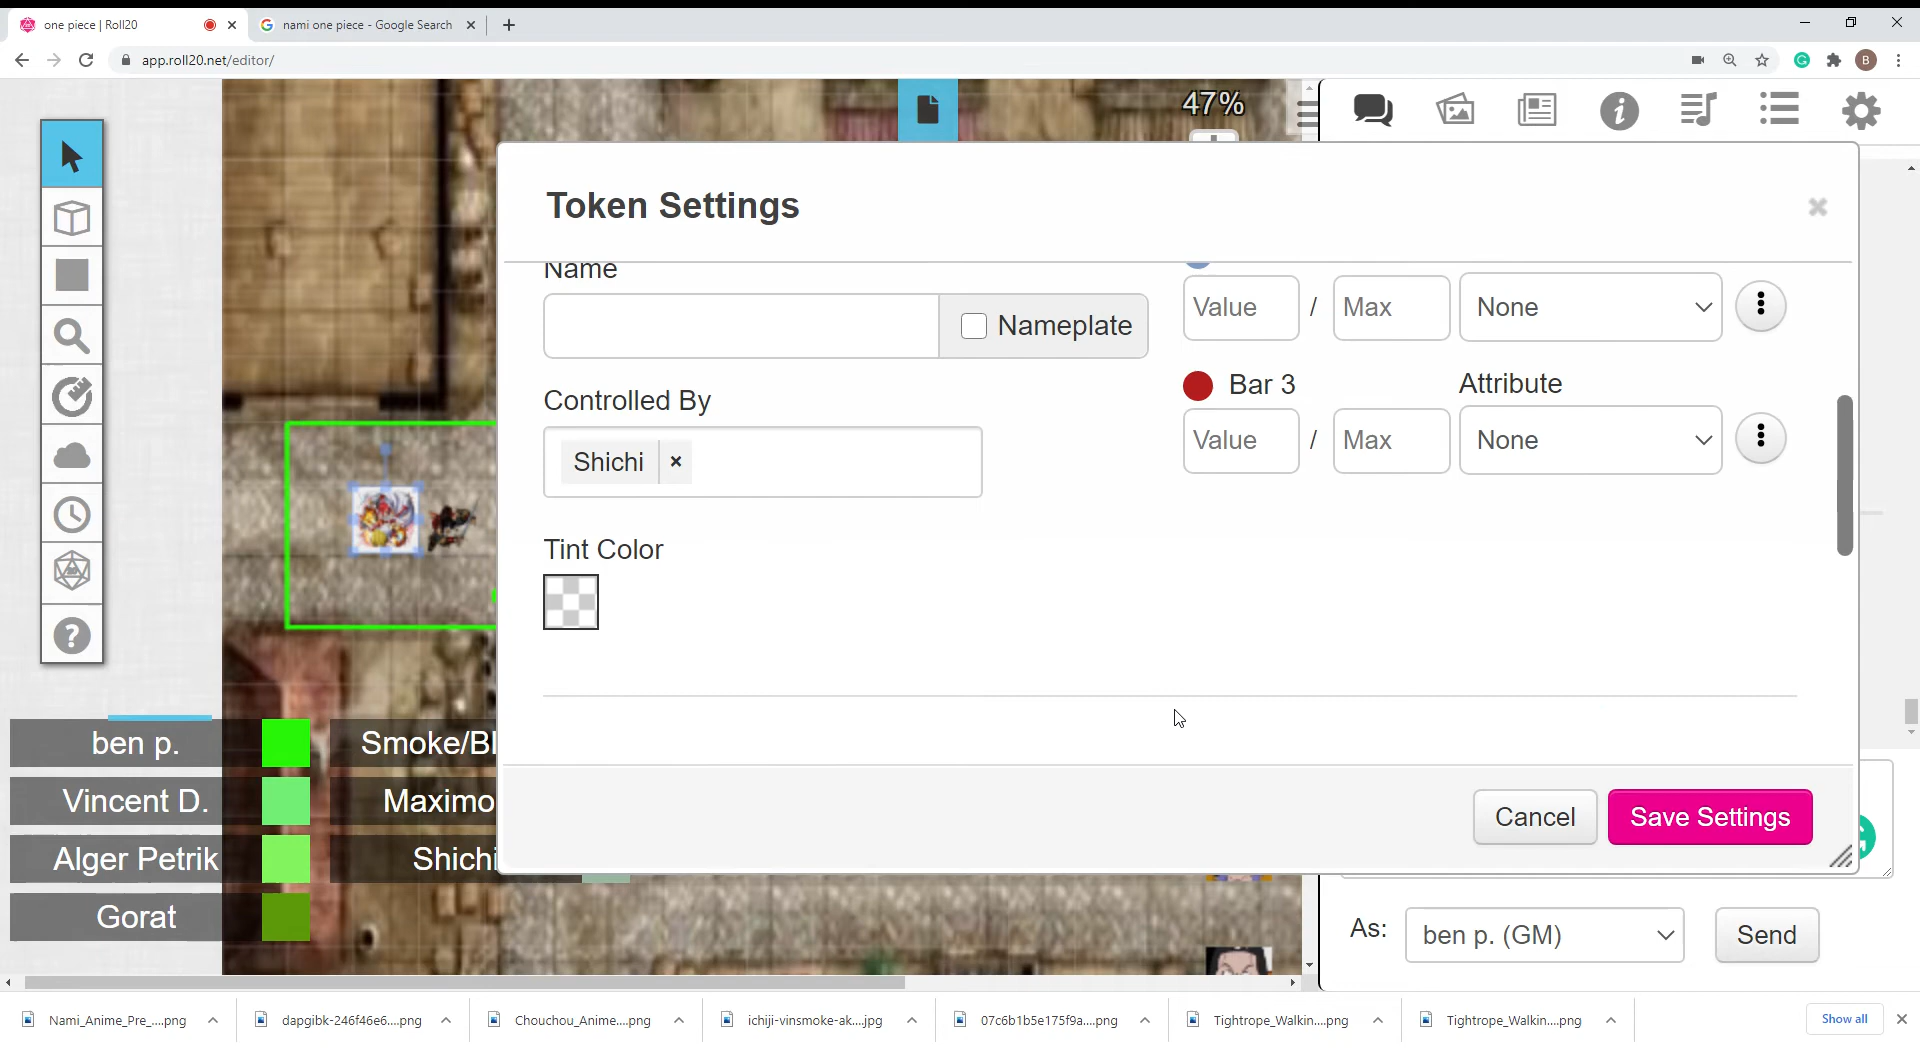 one piece | Roll20
nami one piece - Google Search
app.roll20.net/editor/
B
47%
Token Settings
Name
Nameplate
Value / Max None
Controlled By
Bar 3 Attribute
Shichi ×
Value / Max None
Tint Color
ben p.
Smoke/Bl
Vincent D.
Maximo
Alger Petrik
Shichi
Gorat
Cancel
Save Settings
As:
ben p. (GM)
Send
Nami_Anime_Pre_....png
dapgibk-246f46e6....png
Chouchou_Anime....png
ichiji-vinsmoke-ak....jpg
07c6b1b5e175f9a....png
Tightrope_Walkin....png
Tightrope_Walkin....png
Show all